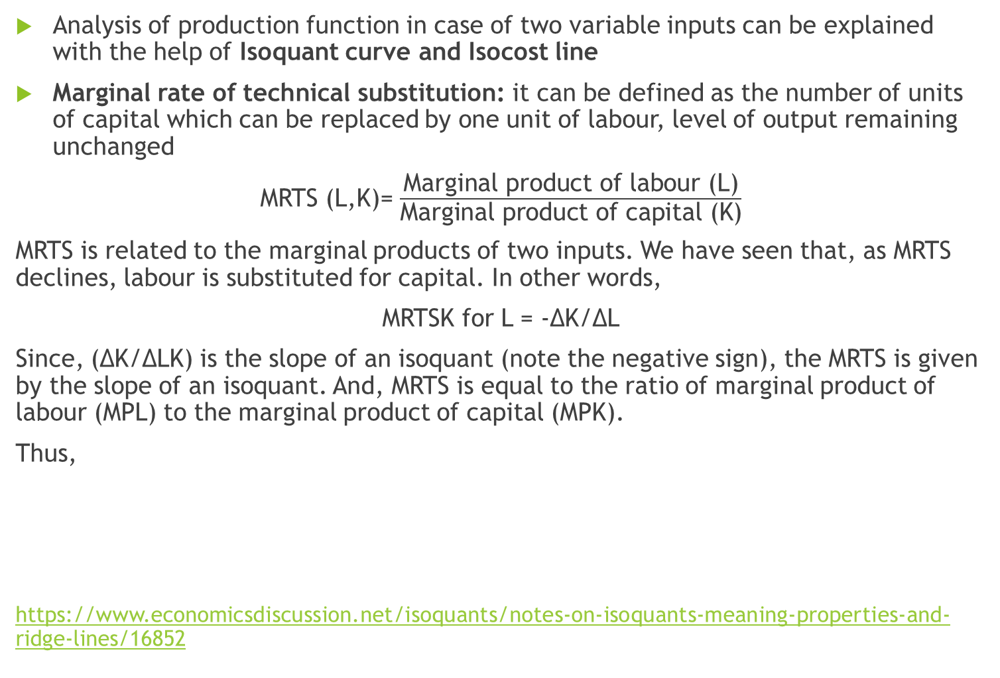 Analysis of production function in case of two variable inputs can be explained
with the help of Isoquant curve and Isocost line
Marginal rate of technical substitution: it can be defined as the number of units
of capital which can be replaced by one unit of labour, level of output remaining
unchanged
MRTS (L,K)= Marginal product of labour (L)
Marginal product of capital (K)
MRTS is related to the marginal products of two inputs. We have seen that, as MRTS
declines, labour is substituted for capital. In other words,
MRTSK for L = -ΔK/ΔL
Since, (ΔK/ΔLK) is the slope of an isoquant (note the negative sign), the MRTS is given
by the slope of an isoquant. And, MRTS is equal to the ratio of marginal product of
labour (MPL) to the marginal product of capital (MPK).
Thus,
https://www.economicsdiscussion.net/isoquants/notes-on-isoquants-meaning-properties-and-
ridge-lines/16852